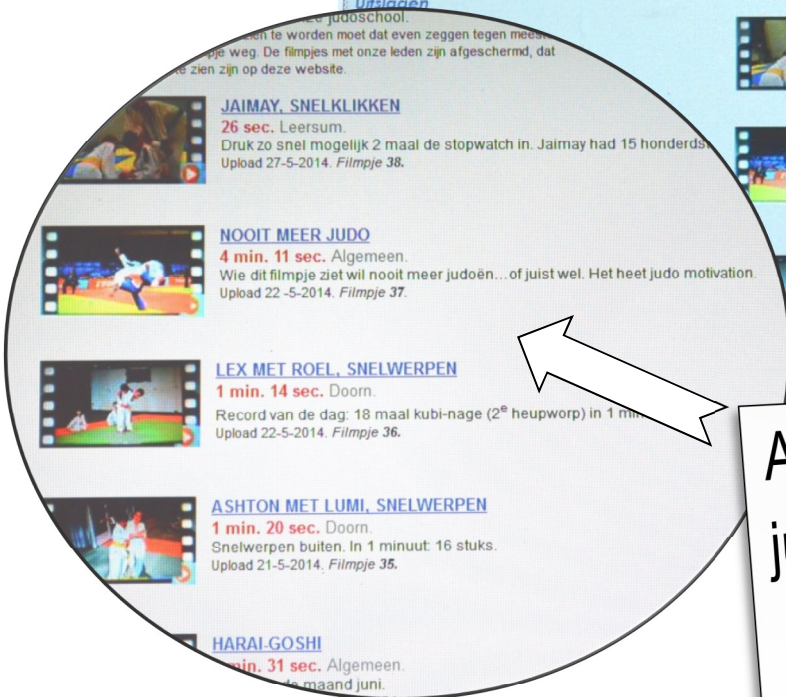 Uitslagen
judoschool.
te worden moet dat even zeggen tegen
weg. De filmpjes met onze leden zijn afgeschermd, dat
zien zijn op deze website.
JAIMAY, SNELKLIKKEN
26 sec. Leersum.
Druk zo snel mogelijk 2 maal de stopwatch in. Jaimay had 15
Upload 27-5-2014. Filmpje 38.
NOOIT MEER JUDO
4 min. 11 sec. Algemeen.
Wie dit filmpje ziet wil nooit meer judoën...of juist wel. Het heet judo motivation.
Upload 22 -5-2014. Filmpje 37.
LEX MET ROEL, SNELWERPEN
1 min. 14 sec. Doorn.
Record van de dag: 18 maal kubi-nage (2e heupworp) in 1
Upload 22-5-2014. Filmpje 36.
ASHTON MET LUMI, SNELWERPEN
1 min. 20 sec. Doorn.
Snelwerpen buiten. In 1 minuut: 16 stuks.
Upload 21-5-2014. Filmpje 35.
HARAI-GOSHI
min. 31 sec. Algemeen.
maand juni.